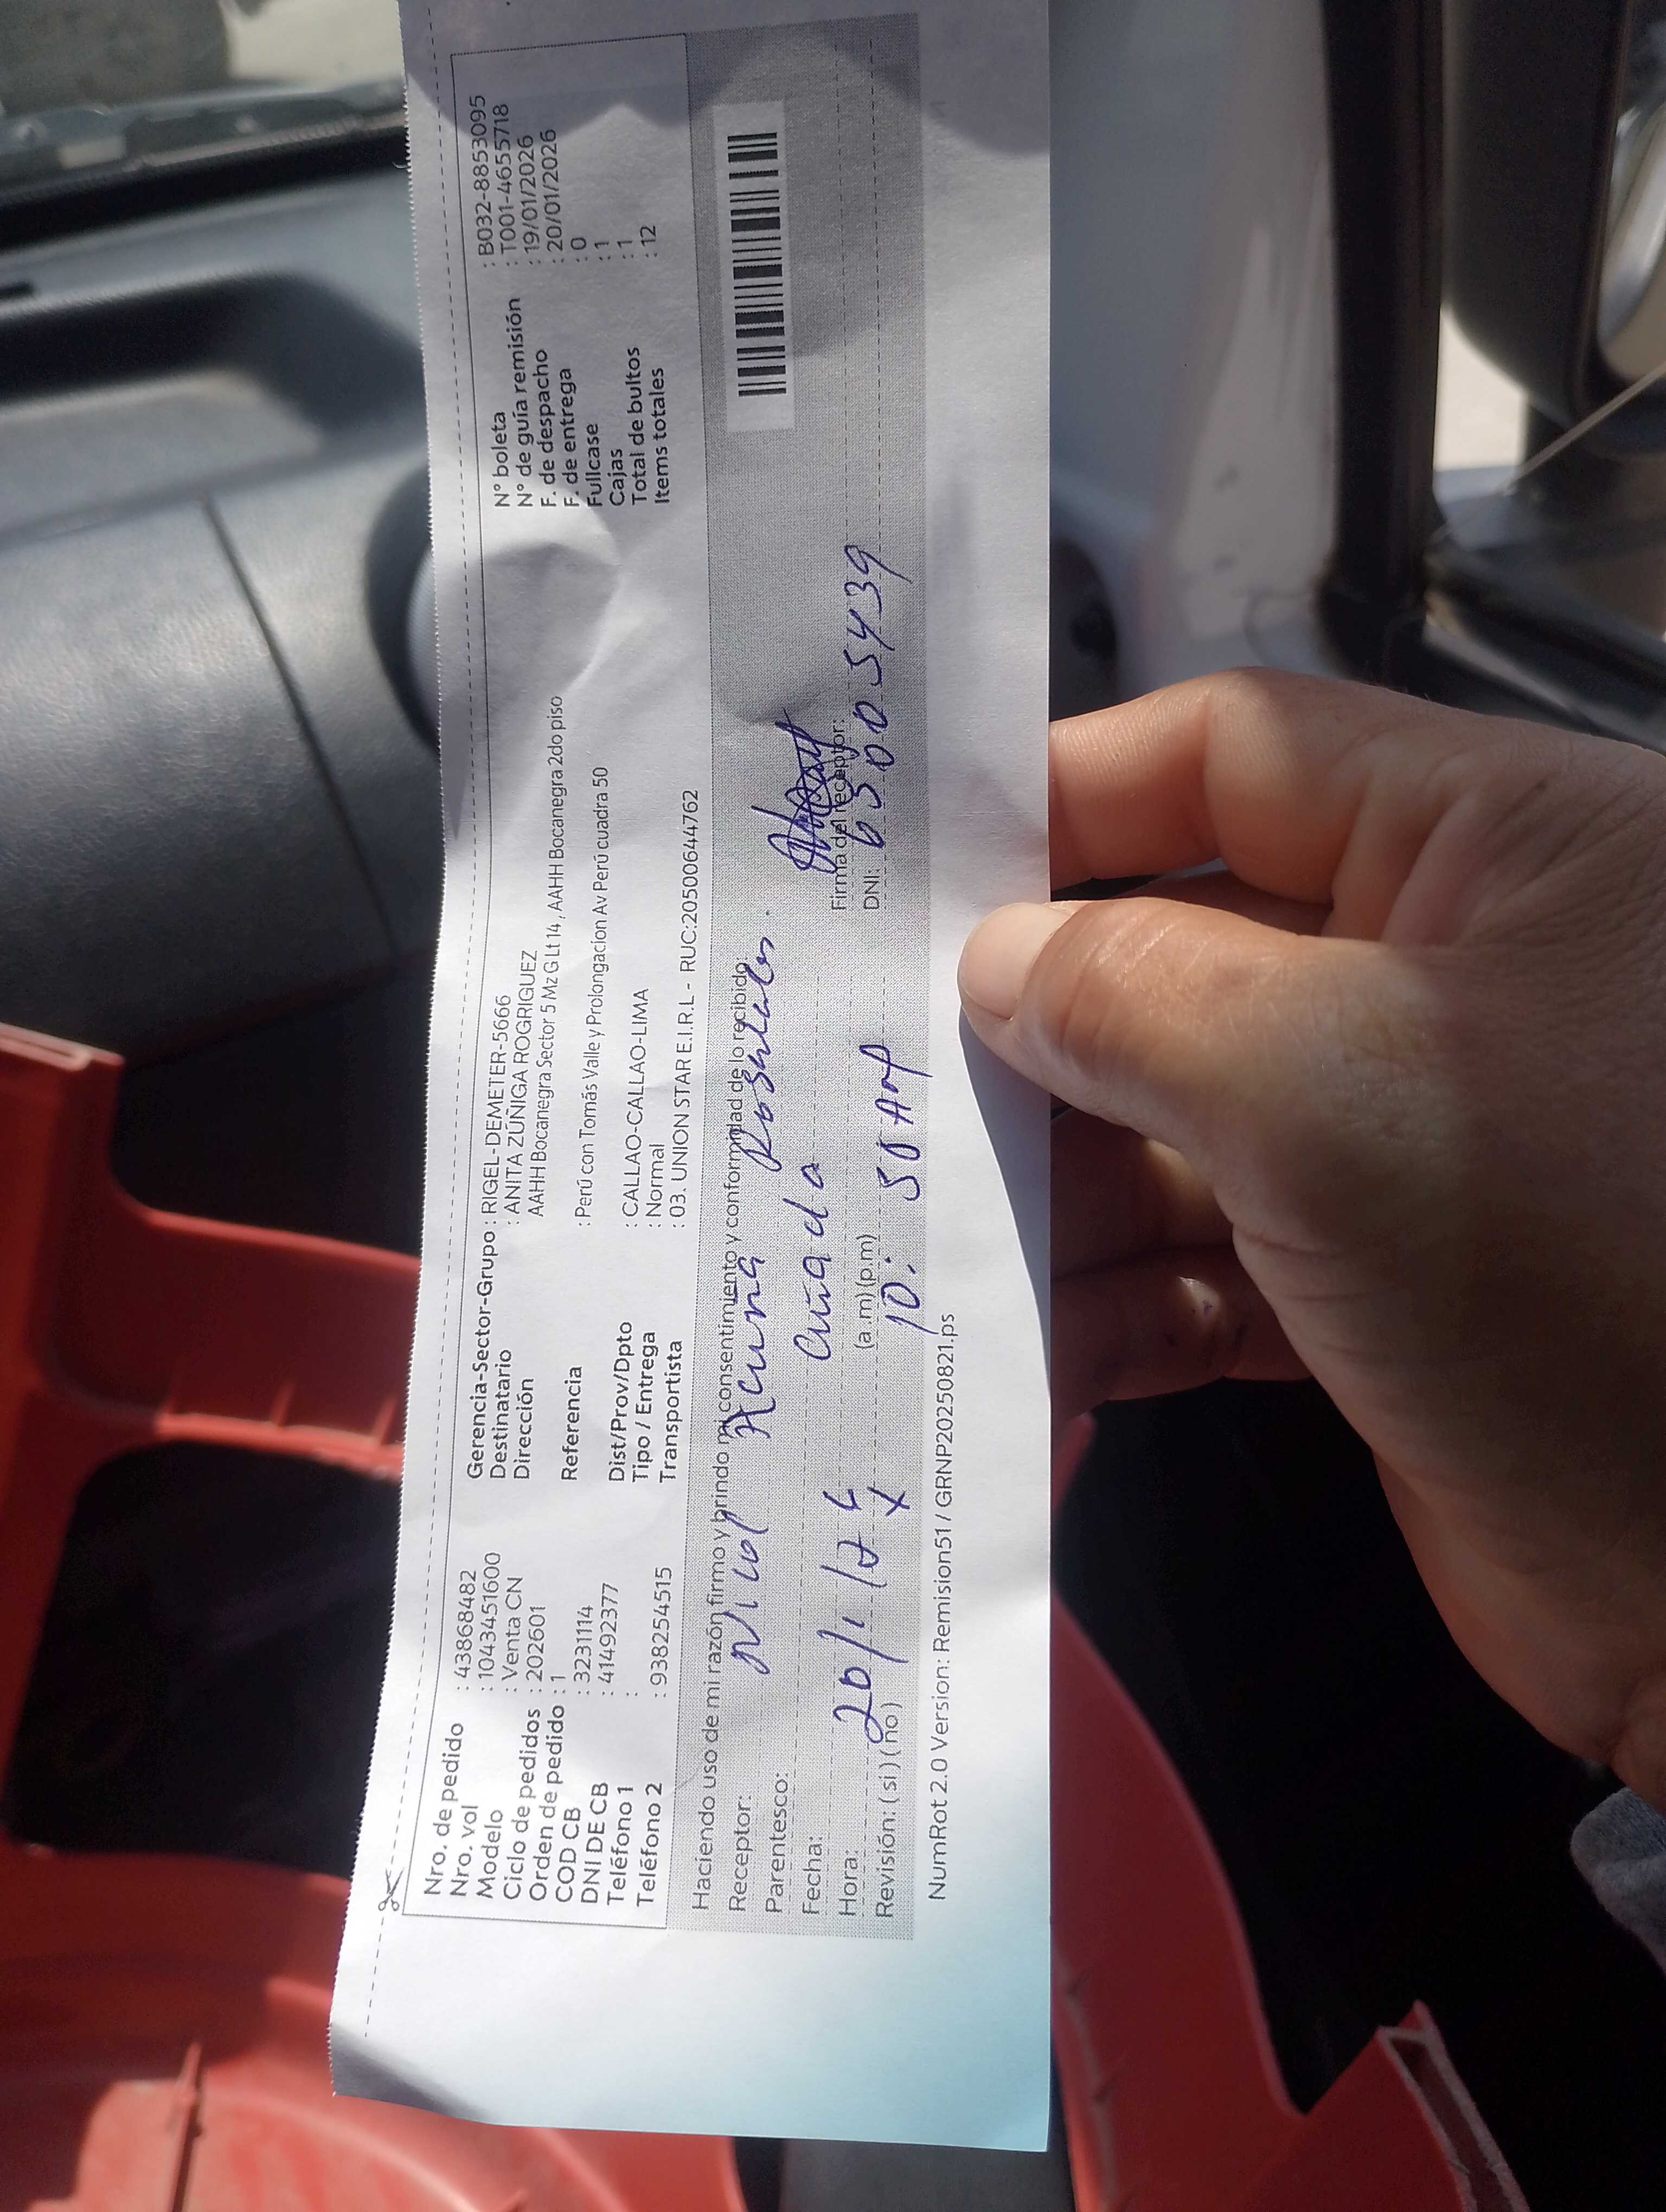 Nro. de pedido : 43868482
Nro. vol : 10434516​00
Modelo : Venta CN
Ciclo de pedidos : 202601
Orden de pedido : 1
COD CB : 3231114
DNI DE CB : 41492377
Teléfono 1 :
Teléfono 2 : 938254515
Gerencia-Sector-Grupo : RIGEL-DEMETER-5666
Destinatario : ANITA ZÚÑIGA ROGRIGUEZ
Dirección AAHH Bocanegra Sector 5 Mz G Lt 14 , AAHH Bocanegra 2do piso
Referencia : Perú con Tomás Valle y Prolongacion Av Perú cuadra 50
Dist/Prov/Dpto : CALLAO-CALLAO-LIMA
Tipo / Entrega : Normal
Transportista : 03. UNION STAR E.I.R.L - RUC:20500644762
N° boleta : B032-8853095
N° de guía remisión : T001-4655718
F. de despacho : 19/01/2026
F. de entrega : 20/01/2026
Fullcase : 0
Cajas : 1
Total de bultos : 1
Items totales : 12
Haciendo uso de mi razón firmo y brindo mi consentimiento y conformidad de lo recibido:
Receptor: Nicol Acuna Rosales.
Parentesco: Cuñada
Fecha: 20/1/26
Hora: (a.m) (p.m) 10:50 AM
Revisión: ( si ) ( no ) X
Firma del receptor:
DNI: 63005439
NumRot 2.0 Version: Remision51 / GRNP20250821.ps